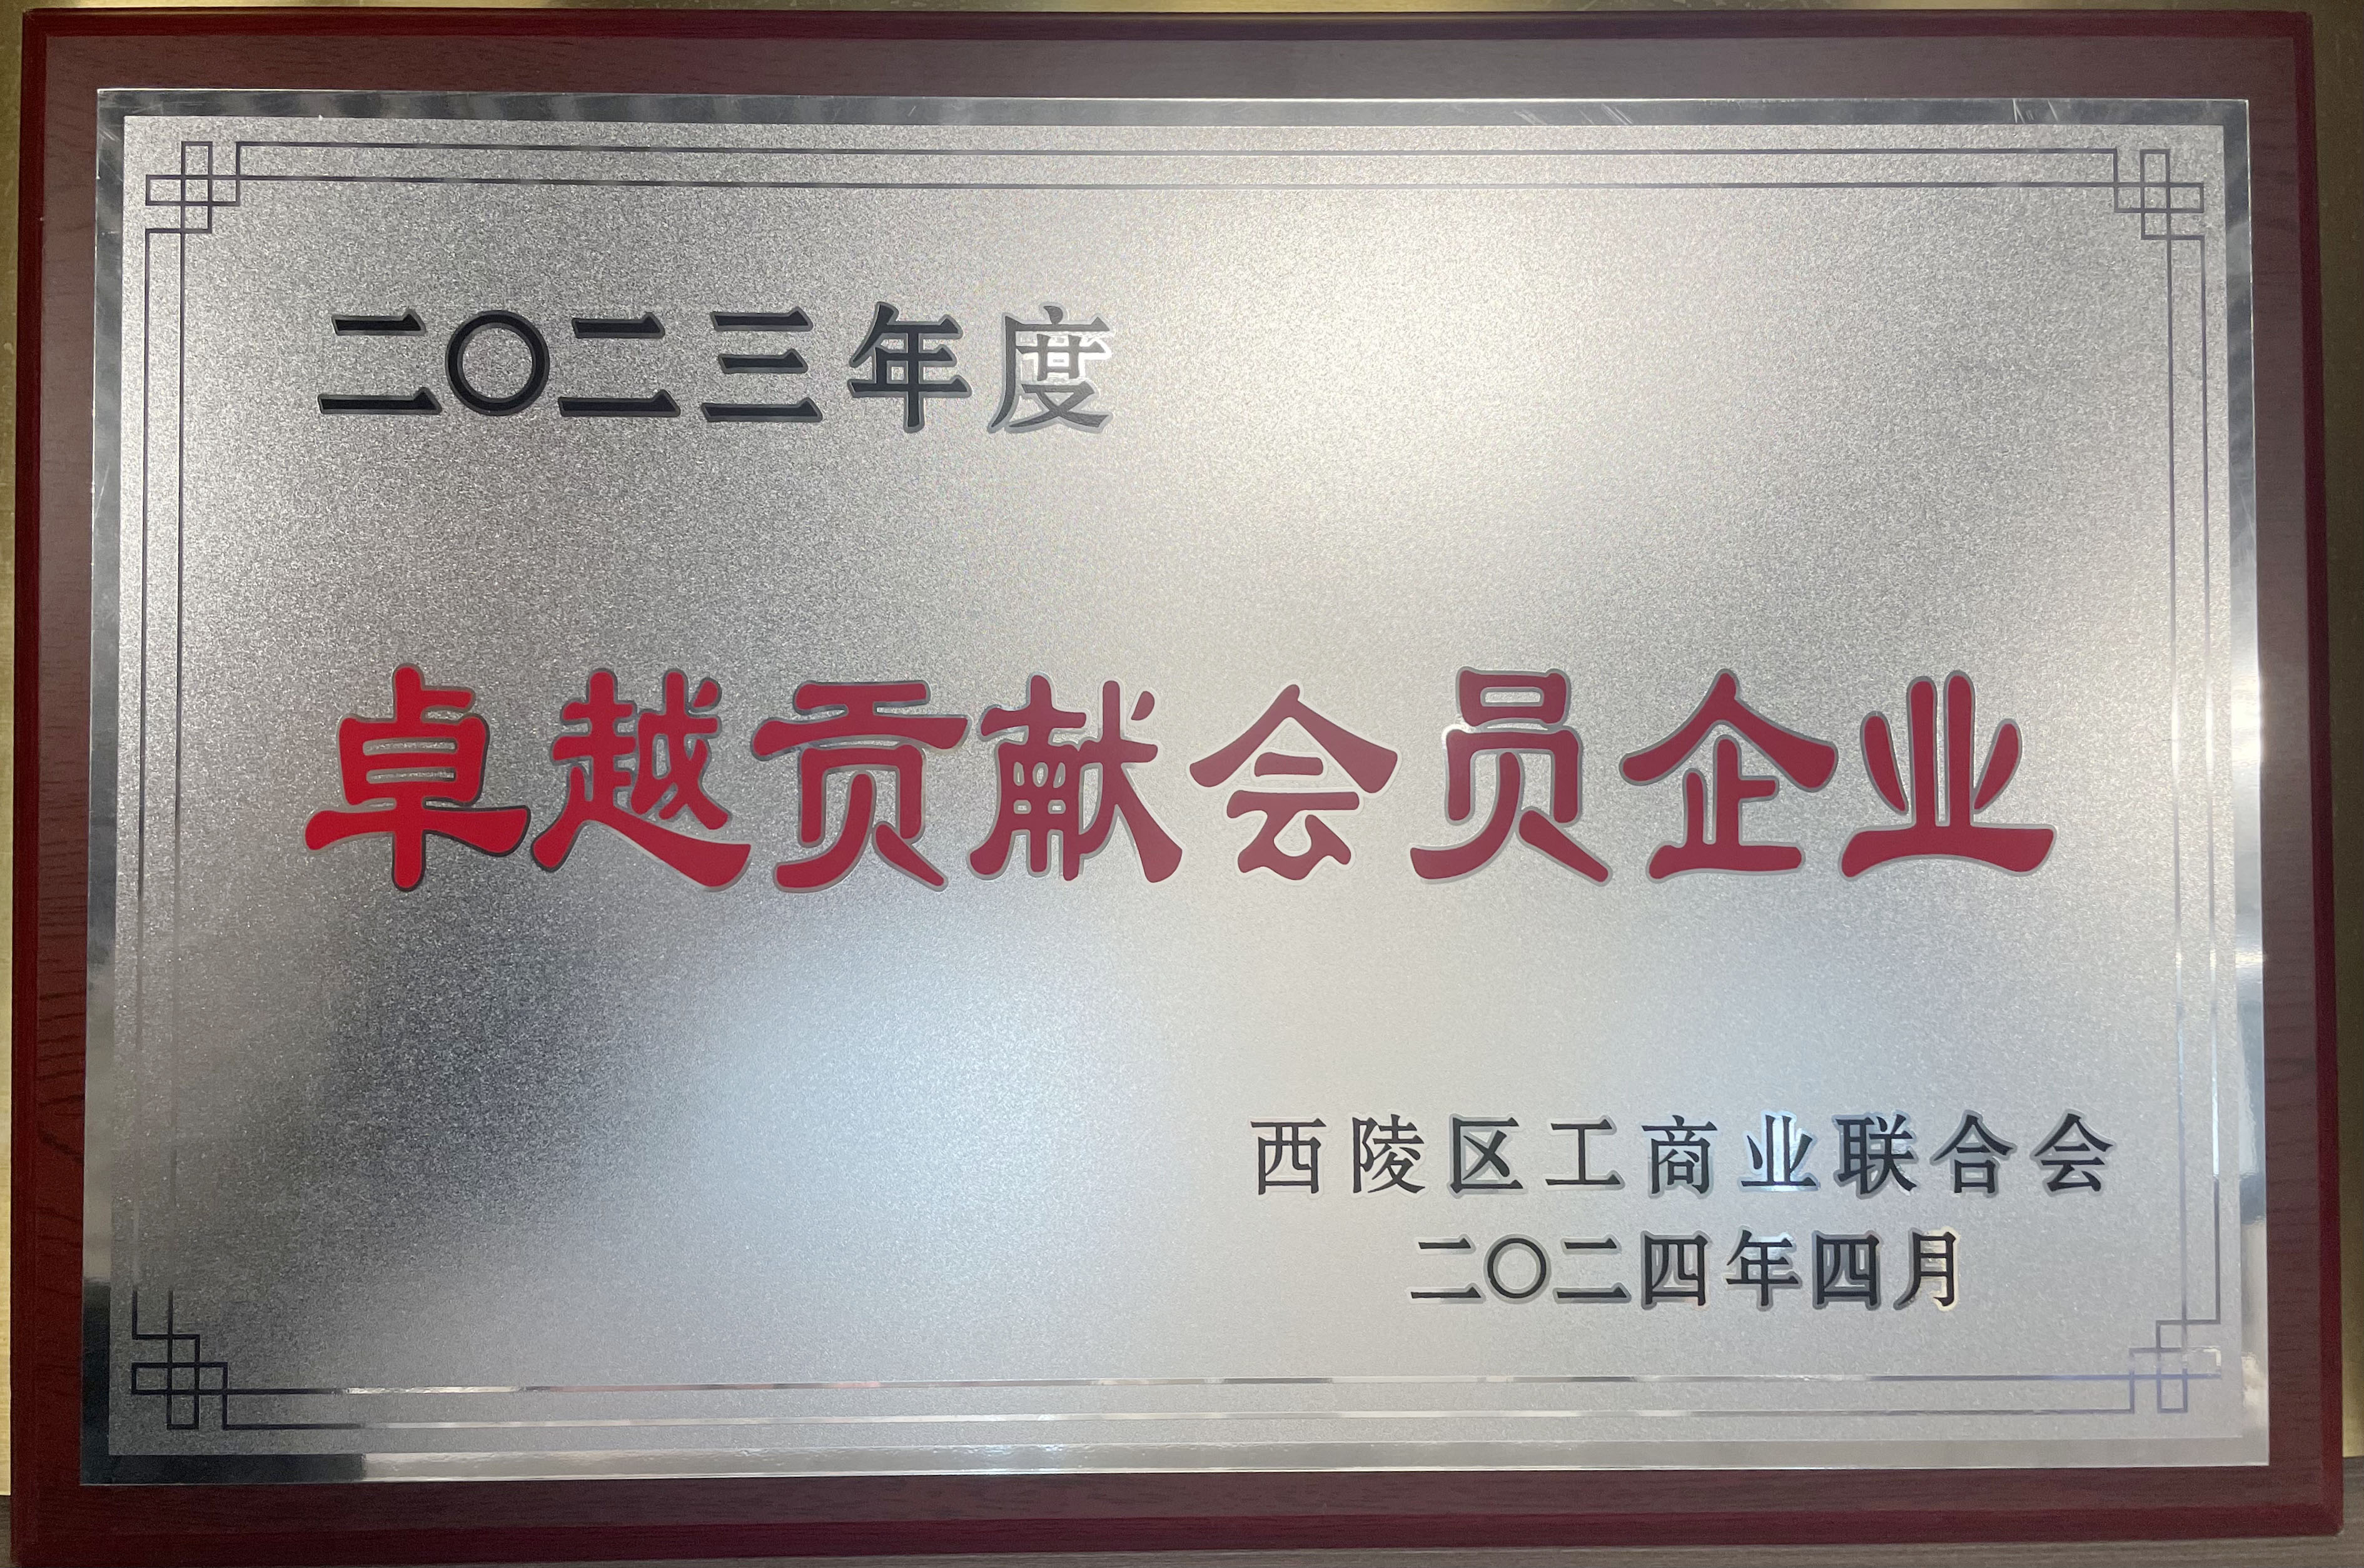 二〇二三年度
卓越贡献会员企业
西陵区工商业联合会
二〇二四年四月